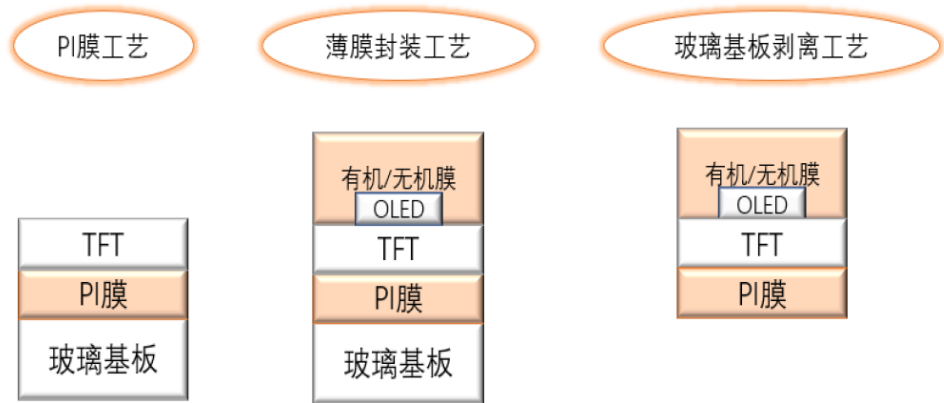 PI膜工艺
薄膜封装工艺
玻璃基板剥离工艺
TFT
PI膜
玻璃基板
有机/无机膜
OLED
TFT
PI膜
玻璃基板
有机/无机膜
OLED
TFT
PI膜